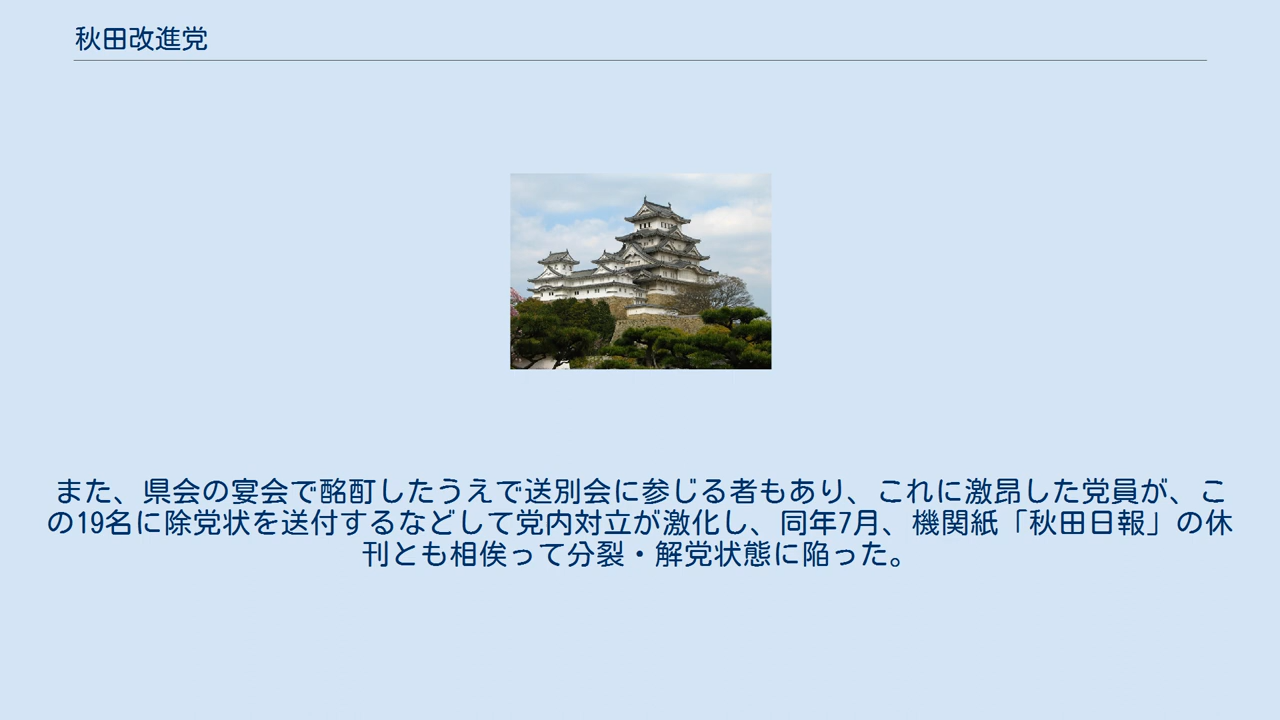 秋田改進党
また、県会の宴会で酩酊したうえで送別会に参じる者もあり、これに激昂した党員が、こ
の19名に除党状を送付するなどして党内対立が激化し、同年7月、機関紙「秋田日報」の休
刊とも相俟って分裂・解党状態に陥った。